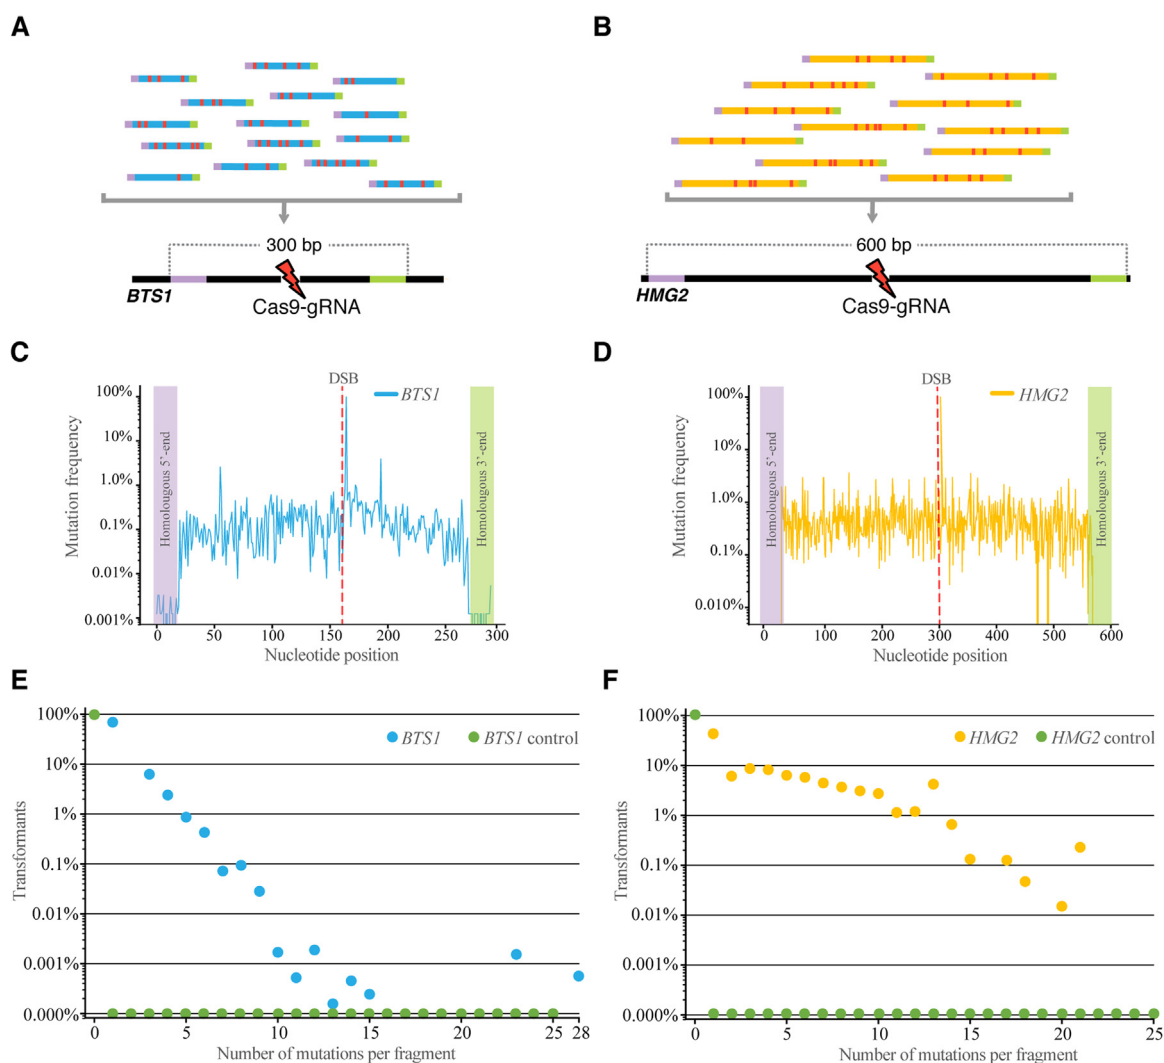 A
B
300 bp
BTS1
Cas9-gRNA
600 bp
HMG2
Cas9-gRNA
C
DSB
BTS1
Mutation frequency
100%
10%
1.0%
0.1%
0.01%
0.001%
Homolougous 5`-end
Homolougous 3`-end
0 50 100 150 200 250 300
Nucleotide position
D
DSB
HMG2
Mutation frequency
100%
10%
1.0%
0.1%
0.010%
Homolougous 5`-end
Homolougous 3`-end
0 100 200 300 400 500 600
Nucleotide position
E
BTS1 BTS1 control
Transformants
100%
10%
1%
0.1%
0.01%
0.001%
0.000%
0 5 10 15 20 25 28
Number of mutations per fragment
F
HMG2 HMG2 control
Transformants
100%
10%
1%
0.1%
0.01%
0.001%
0.000%
0 5 10 15 20 25
Number of mutations per fragment